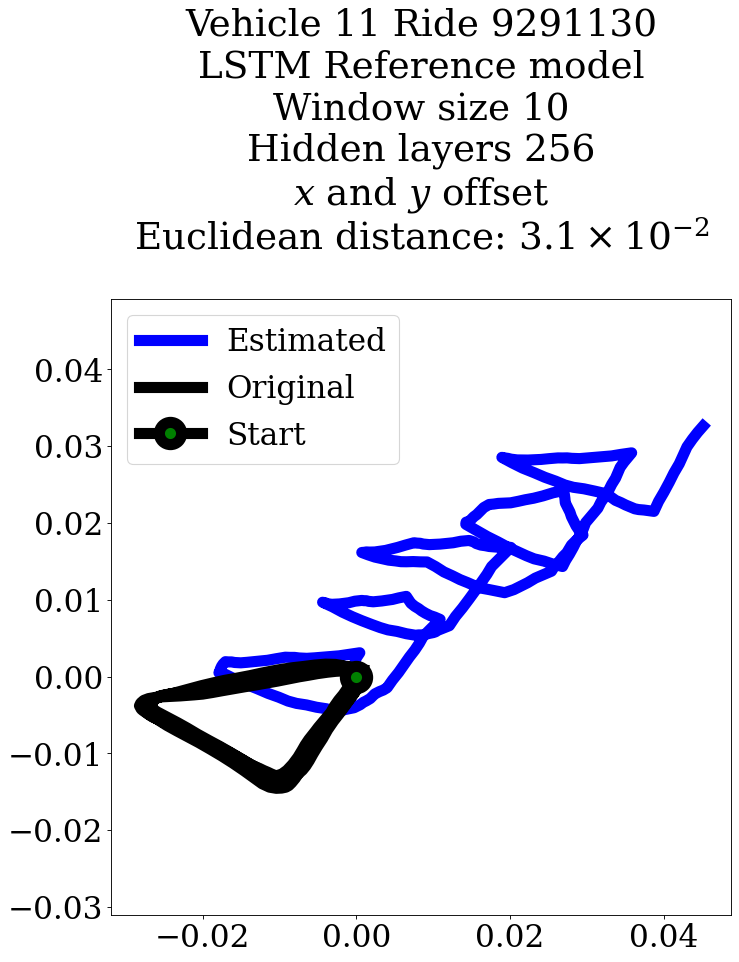 Vehicle 11 Ride 9291130
LSTM Reference model
Window size 10
Hidden layers 256
x and y offset
Euclidean distance: 3.1 × 10⁻²
Estimated
Original
Start
0.04
0.03
0.02
0.01
0.00
−0.01
−0.02
−0.03
−0.02 0.00 0.02 0.04